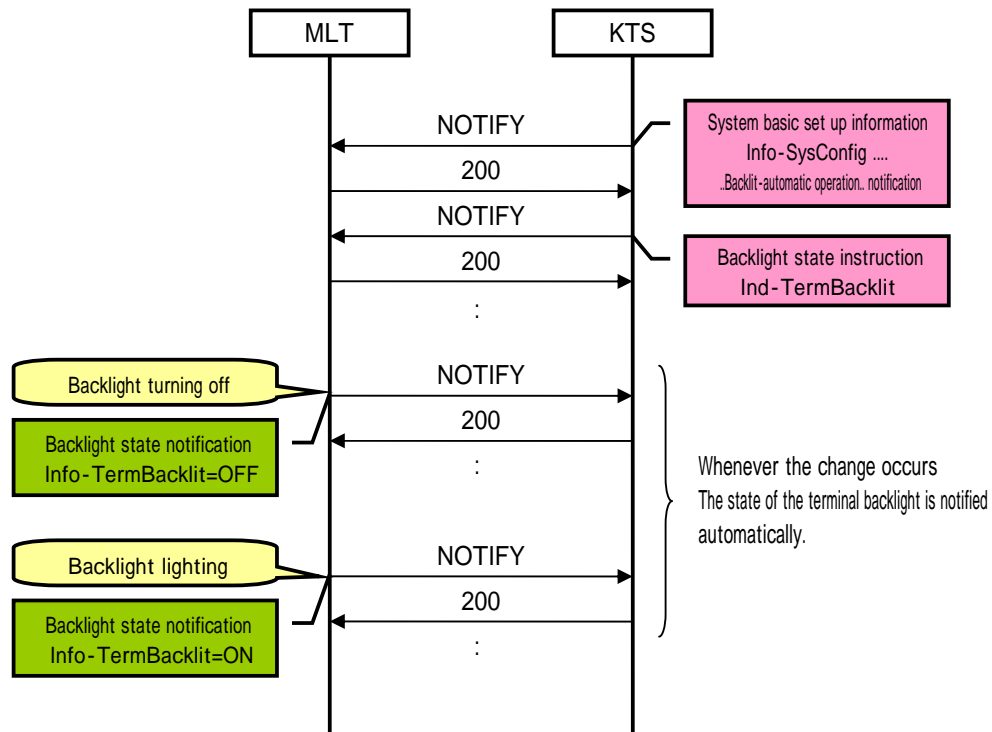 MLT
KTS
NOTIFY
System basic set up information
Info-SysConfig ....
..Backlit-automatic operation.. notification
200
NOTIFY
Backlight state instruction
Ind-TermBacklit
200
:
Backlight turning off
NOTIFY
Backlight state notification
Info-TermBacklit=OFF
200
:
Whenever the change occurs
The state of the terminal backlight is notified
automatically.
Backlight lighting
NOTIFY
Backlight state notification
Info-TermBacklit=ON
200
: